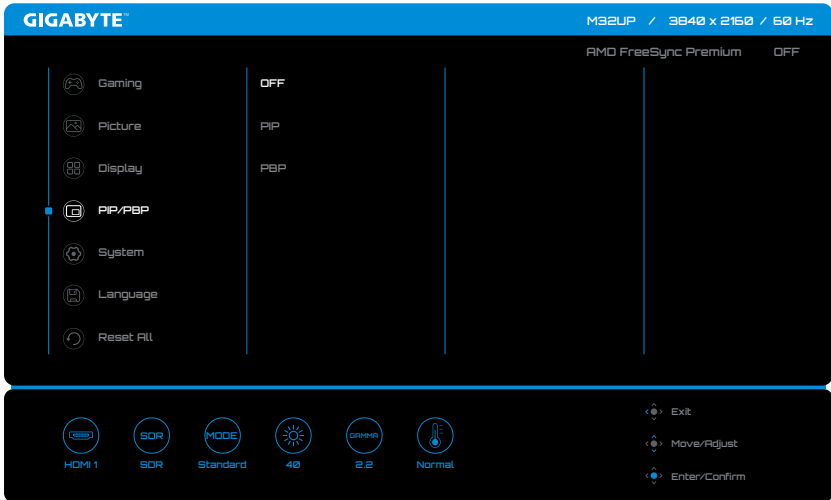 GIGABYTE™
M32UP / 3840 x 2160 / 60 Hz
AMD FreeSync Premium OFF
Gaming
OFF
Picture
PIP
Display
PBP
PIP/PBP
System
Language
Reset All
Exit
SDR
MODE
GAMMA
Move/Adjust
HDMI 1
SDR
Standard
40
2.2
Normal
Enter/Confirm